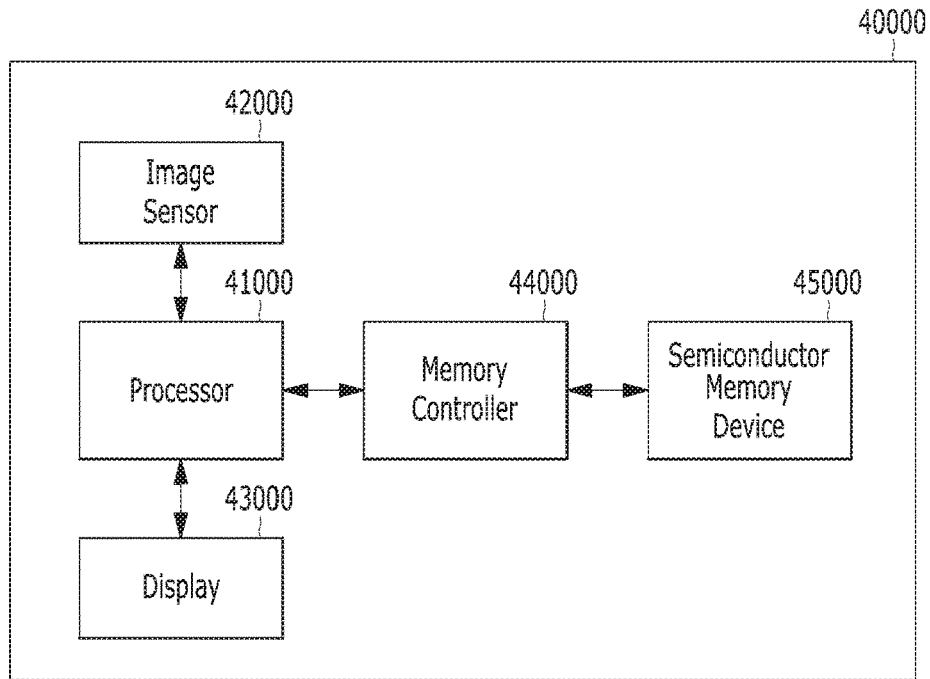 40000
42000
Image
Sensor
41000
Processor
44000
Memory
Controller
45000
Semiconductor
Memory
Device
43000
Display